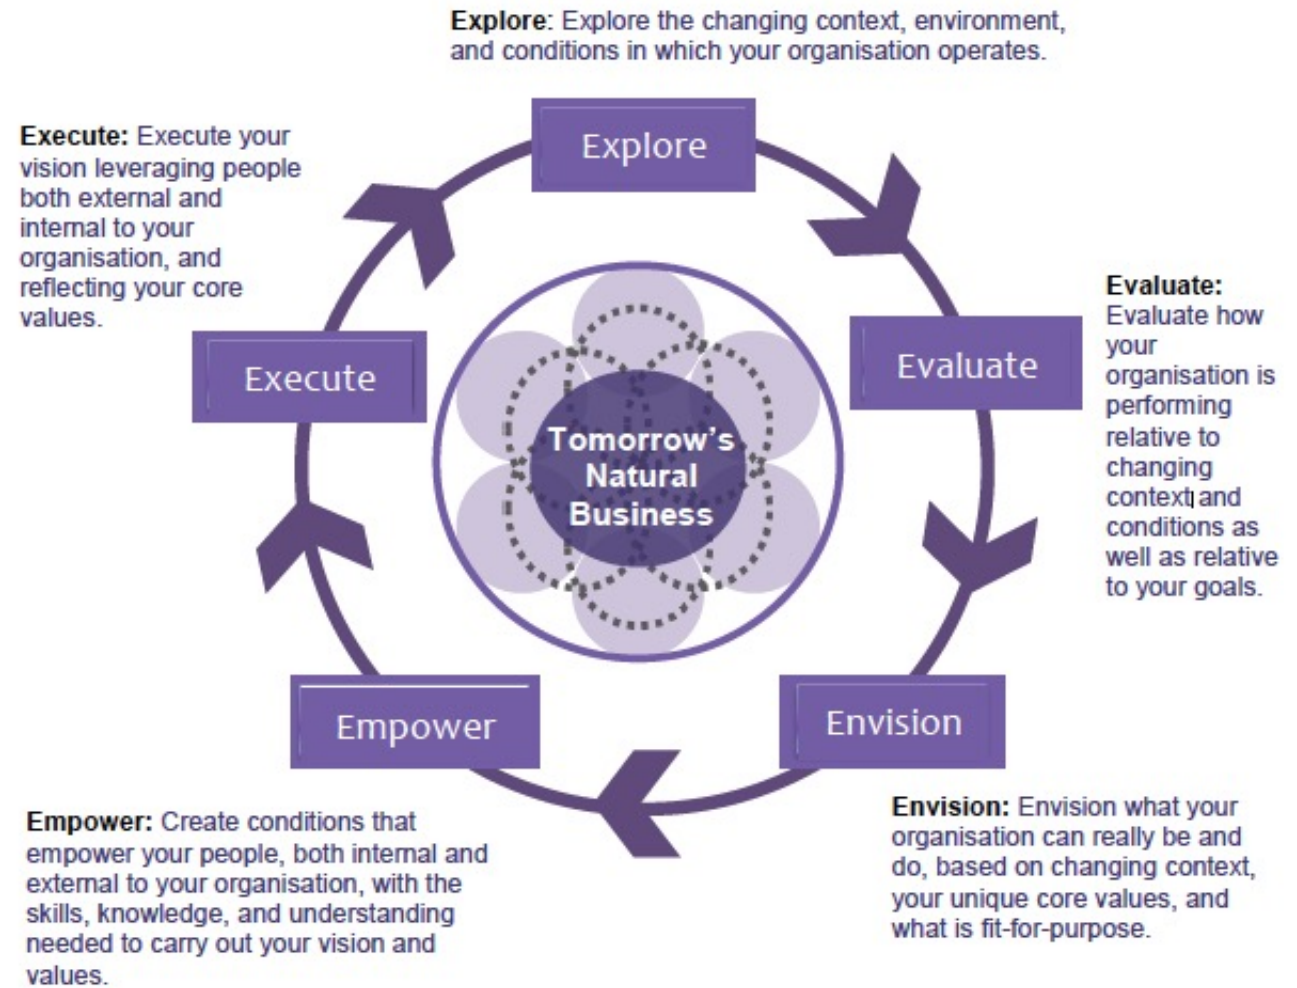 Explore: Explore the changing context, environment,
and conditions in which your organisation operates.
Explore
Execute: Execute your
vision leveraging people
both external and
internal to your
organisation, and
reflecting your core
values.
Execute
Evaluate
Evaluate:
Evaluate how
your
organisation is
performing
relative to
changing
context and
conditions as
well as relative
to your goals.
Tomorrow's
Natural
Business
Empower
Envision
Empower: Create conditions that
empower your people, both internal and
external to your organisation, with the
skills, knowledge, and understanding
needed to carry out your vision and
values.
Envision: Envision what your
organisation can really be and
do, based on changing context,
your unique core values, and
what is fit-for-purpose.